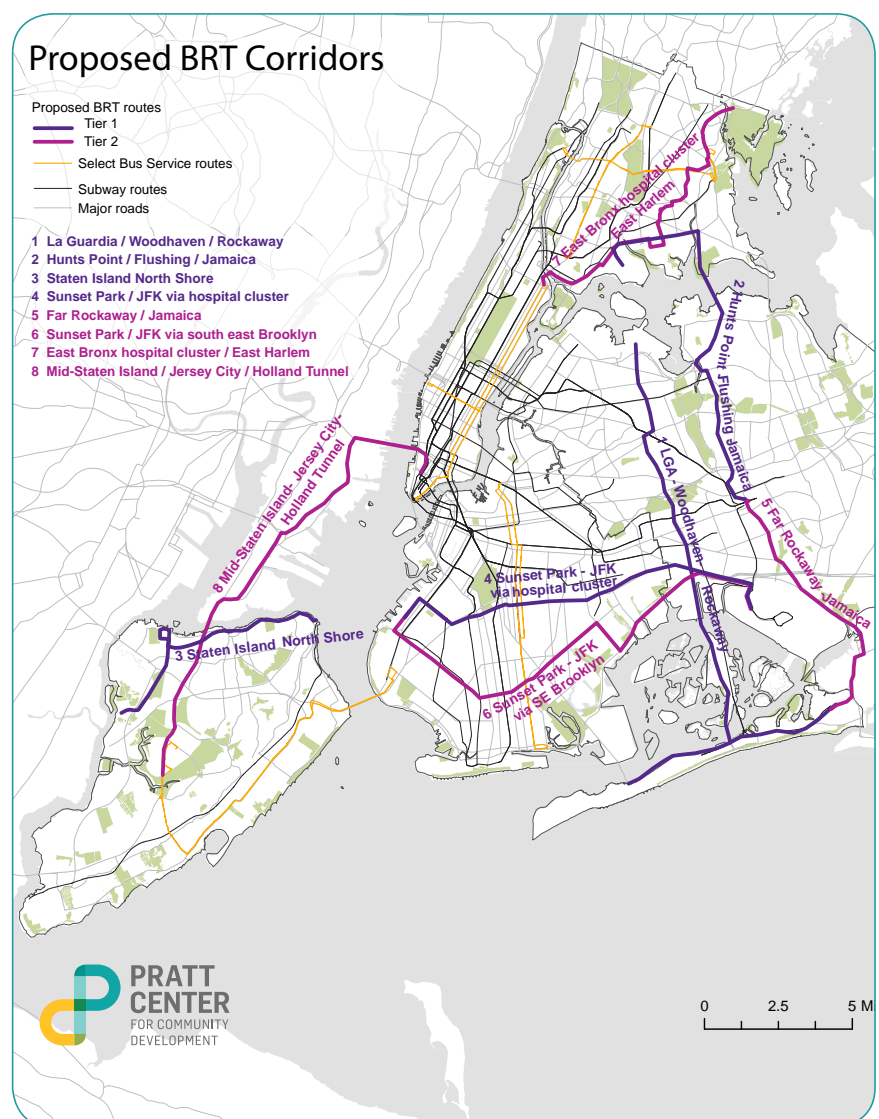 Proposed BRT Corridors
Proposed BRT routes
Tier 1
Tier 2
Select Bus Service routes
Subway routes
Major roads
1 La Guardia / Woodhaven / Rockaway
2 Hunts Point / Flushing / Jamaica
3 Staten Island North Shore
4 Sunset Park / JFK via hospital cluster
5 Far Rockaway / Jamaica
6 Sunset Park / JFK via south east Brooklyn
7 East Bronx hospital cluster / East Harlem
8 Mid-Staten Island / Jersey City / Holland Tunnel
7 East Bronx hospital cluster
East Harlem
2 Hunts Point Flushing Jamaica
1 LGA - Woodhaven
Rockaway
8 Mid-Staten Island- Jersey City-
Holland Tunnel
4 Sunset Park - JFK
via hospital cluster
5 Far Rockaway Jamaica
3 Staten Island North Shore
6 Sunset Park - JFK
via SE Brooklyn
PRATT
CENTER
FOR COMMUNITY
DEVELOPMENT
0 2.5 5 M